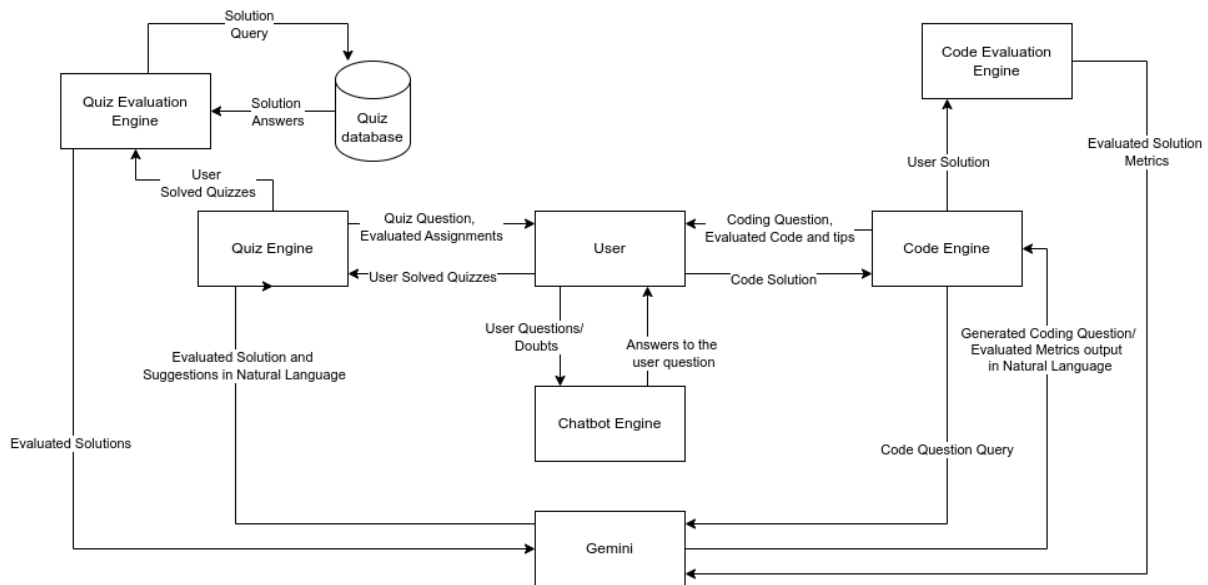 Solution
Query
Code Evaluation
Engine
Quiz Evaluation
Engine
Solution
Answers
Quiz
database
Evaluated Solution
Metrics
User Solution
User
Solved Quizzes
Quiz Question,
Evaluated Assignments
Coding Question,
Evaluated Code and tips
Quiz Engine
User
Code Engine
User Solved Quizzes
Code Solution
User Questions/
Doubts
Answers to the
user question
Generated Coding Question/
Evaluated Metrics output
in Natural Language
Evaluated Solution and
Suggestions in Natural Language
Chatbot Engine
Evaluated Solutions
Code Question Query
Gemini